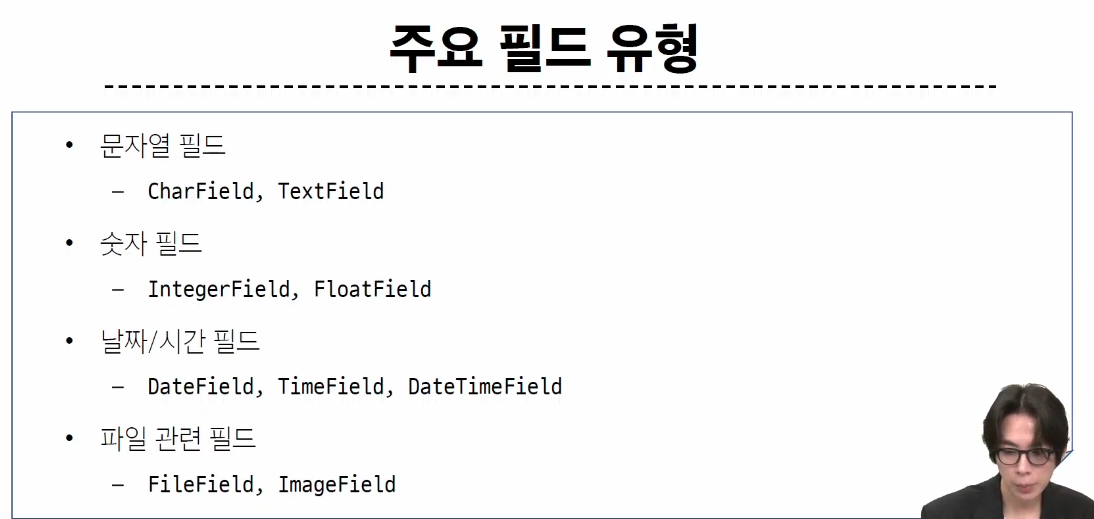 주요 필드 유형
• 문자열 필드
– CharField, TextField
• 숫자 필드
– IntegerField, FloatField
• 날짜/시간 필드
– DateField, TimeField, DateTimeField
• 파일 관련 필드
– FileField, ImageField